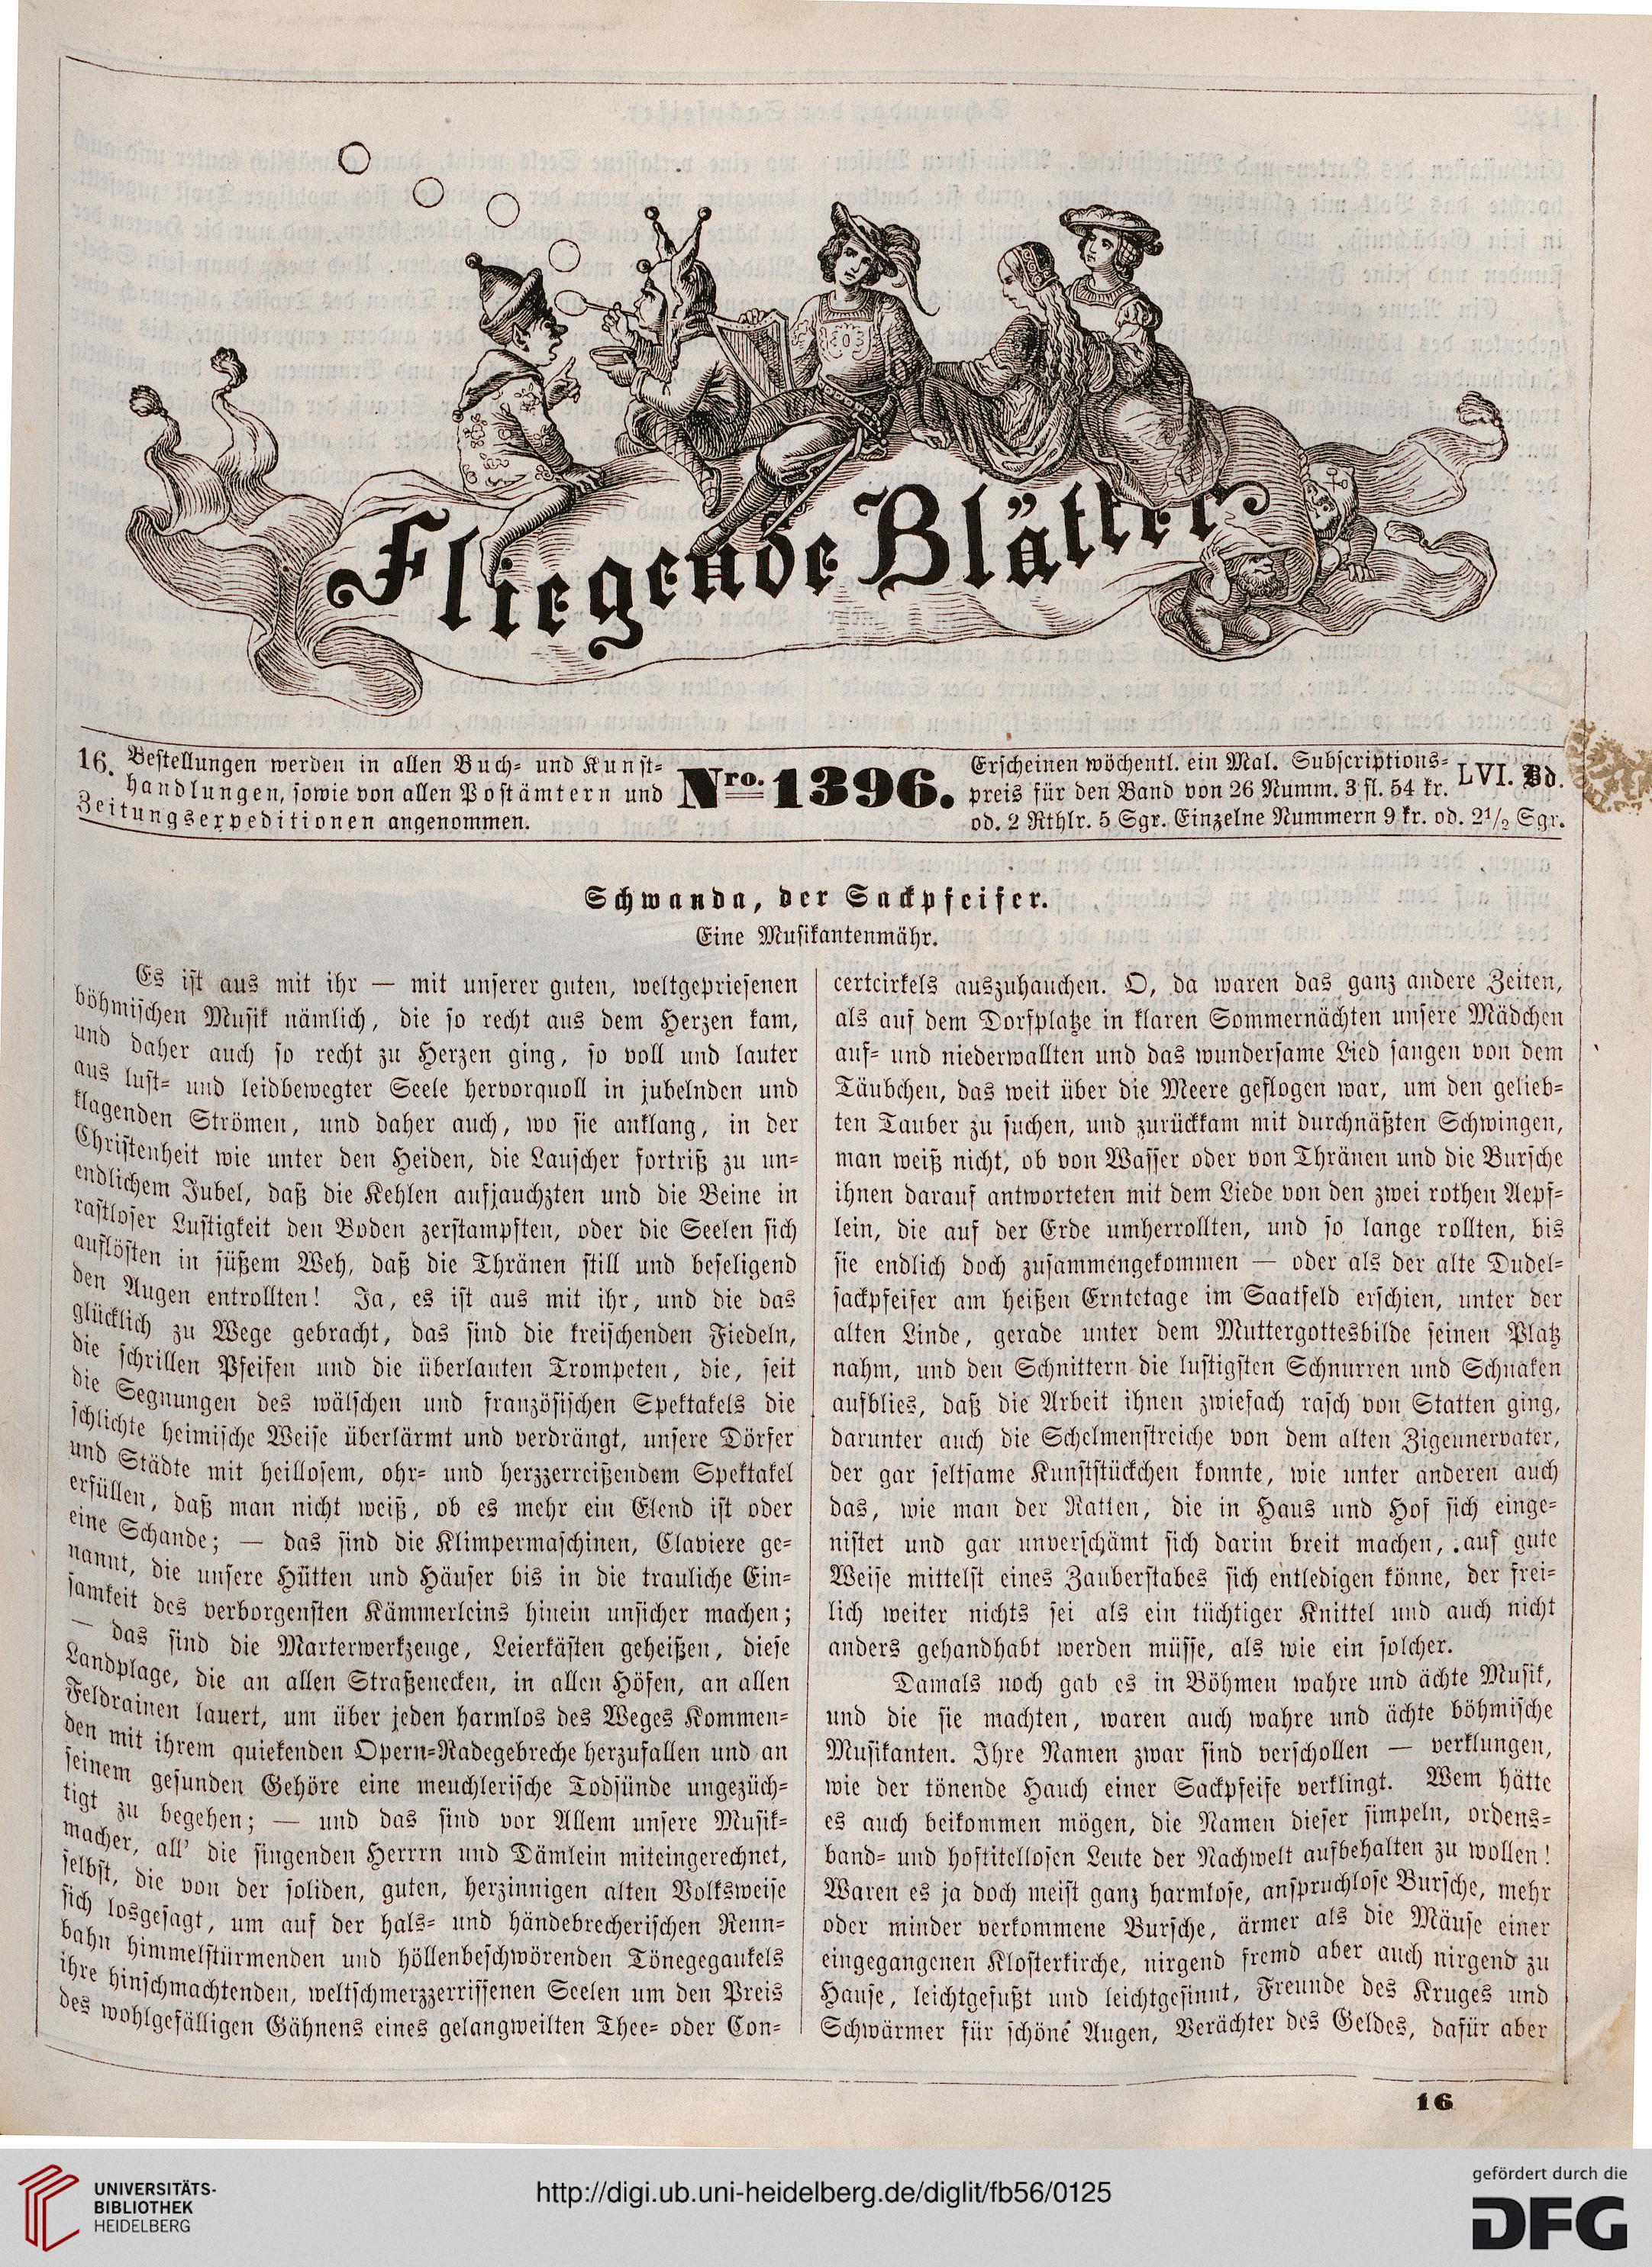 Fliegende Blätter
16.
Bestellungen werden in allen Buch- und Kunst-
handlungen, sowie von allen Postämtern und
Zeitungsexpeditionen angenommen.
Nro. 1396.
Erscheinen wöchentl. ein Mal. Subscriptions-
preis für den Band von 26 Numm. 3 fl. 54 kr.
od. 2 Rthlr. 5 Sgr. Einzelne Nummern 9 kr. od. 2½ Sgr.
LVI. Bd.
Schwanda, der Sackpfeifer.
Eine Musikantenmähr.
Es ist aus mit ihr — mit unserer guten, weltgepriesenen
böhmischen Musik nämlich, die so recht aus dem Herzen kam,
und daher auch so recht zu Herzen ging, so voll und lauter
aus lust- und leidbewegter Seele hervorquoll in jubelnden und
klagenden Strömen, und daher auch, wo sie anklang, in der
Christenheit wie unter den Heiden, die Lauscher fortriß zu un-
endlichem Jubel, daß die Kehlen aufjauchzten und die Beine in
rastloser Lustigkeit den Boden zerstampften, oder die Seelen sich
auflösten in süßem Weh, daß die Thränen still und beseligend
den Augen entrollten! Ja, es ist aus mit ihr, und die das
glücklich zu Wege gebracht, das sind die kreischenden Fiedeln,
die schrillen Pfeifen und die überlauten Trompeten, die, seit
die Segnungen des wälschen und französischen Spektakels die
schlichte heimische Weise überlärmt und verdrängt, unsere Dörfer
und Städte mit heillosem, ohr- und herzzerreißendem Spektakel
erfüllen, daß man nicht weiß, ob es mehr ein Elend ist oder
eine Schande; — das sind die Klimpermaschinen, Claviere ge-
nannt, die unsere Hütten und Häuser bis in die trauliche Ein-
samkeit des verborgensten Kämmerleins hinein unsicher machen;
— das sind die Marterwerkzeuge, Leierkästen geheißen, diese
Landplage, die an allen Straßenecken, in allen Höfen, an allen
Feldrainen lauert, um über jeden harmlos des Weges Kommen-
den mit ihrem quiekenden Opern-Radegebreche herzufallen und an
seinem gesunden Gehöre eine meuchlerische Todsünde ungezüch-
tigt zu begehen; — und das sind vor Allem unsere Musik-
macher, all' die singenden Herrrn und Dämlein miteingerechnet,
selbst, die von der soliden, guten, herzinnigen alten Volksweise
sich losgesagt, um auf der hals- und händebrecherischen Renn-
bahn himmelstürmenden und höllenbeschwörenden Tönegegaukels
ihre hinschmachtenden, weltschmerzzerrissenen Seelen um den Preis
des wohlgefälligen Gähnens eines gelangweilten Thee- oder Con-
certcirkels auszuhauchen. O, da waren das ganz andere Zeiten,
als auf dem Dorfplatze in klaren Sommernächten unsere Mädchen
auf- und niederwallten und das wundersame Lied sangen von dem
Täubchen, das weit über die Meere geflogen war, um den gelieb-
ten Tauber zu suchen, und zurückkam mit durchnäßten Schwingen,
man weiß nicht, ob von Wasser oder von Thränen und die Bursche
ihnen darauf antworteten mit dem Liede von den zwei rothen Aepf-
lein, die auf der Erde umherrollten, und so lange rollten, bis
sie endlich doch zusammengekommen — oder als der alte Dudel-
sackpfeifer am heißen Erntetage im Saatfeld erschien, unter der
alten Linde, gerade unter dem Muttergottesbilde seinen Platz
nahm, und den Schnittern die lustigsten Schnurren und Schnaken
aufblies, daß die Arbeit ihnen zwiefach rasch von Statten ging,
darunter auch die Schelmenstreiche von dem alten Zigeunervater,
der gar seltsame Kunststückchen konnte, wie unter anderen auch
das, wie man der Ratten, die in Haus und Hof sich einge-
nistet und gar unverschämt sich darin breit machen, auf gute
Weise mittelst eines Zauberstabes sich entledigen könne, der frei-
lich weiter nichts sei als ein tüchtiger Knittel und auch nicht
anders gehandhabt werden müsse, als wie ein solcher.
Damals noch gab es in Böhmen wahre und ächte Musik,
und die sie machten, waren auch wahre und ächte böhmische
Musikanten. Ihre Namen zwar sind verschollen — verklungen,
wie der tönende Hauch einer Sackpfeife verklingt. Wem hätte
es auch beikommen mögen, die Namen dieser simpeln, ordens-
band- und hoftitellosen Leute der Nachwelt aufbehalten zu wollen!
Waren es ja doch meist ganz harmlose, anspruchlose Bursche, mehr
oder minder verkommene Bursche, ärmer als die Mäuse einer
eingegangenen Klosterkirche, nirgend fremd aber auch nirgend zu
Hause, leichtgefußt und leichtgesinnt, Freunde des Kruges und
Schwärmer für schöne Augen, Verächter des Geldes, dafür aber
16
UNIVERSITÄTS-
BIBLIOTHEK
HEIDELBERG
http://digi.ub.uni-heidelberg.de/diglit/fb56/0125
gefördert durch die
DFG